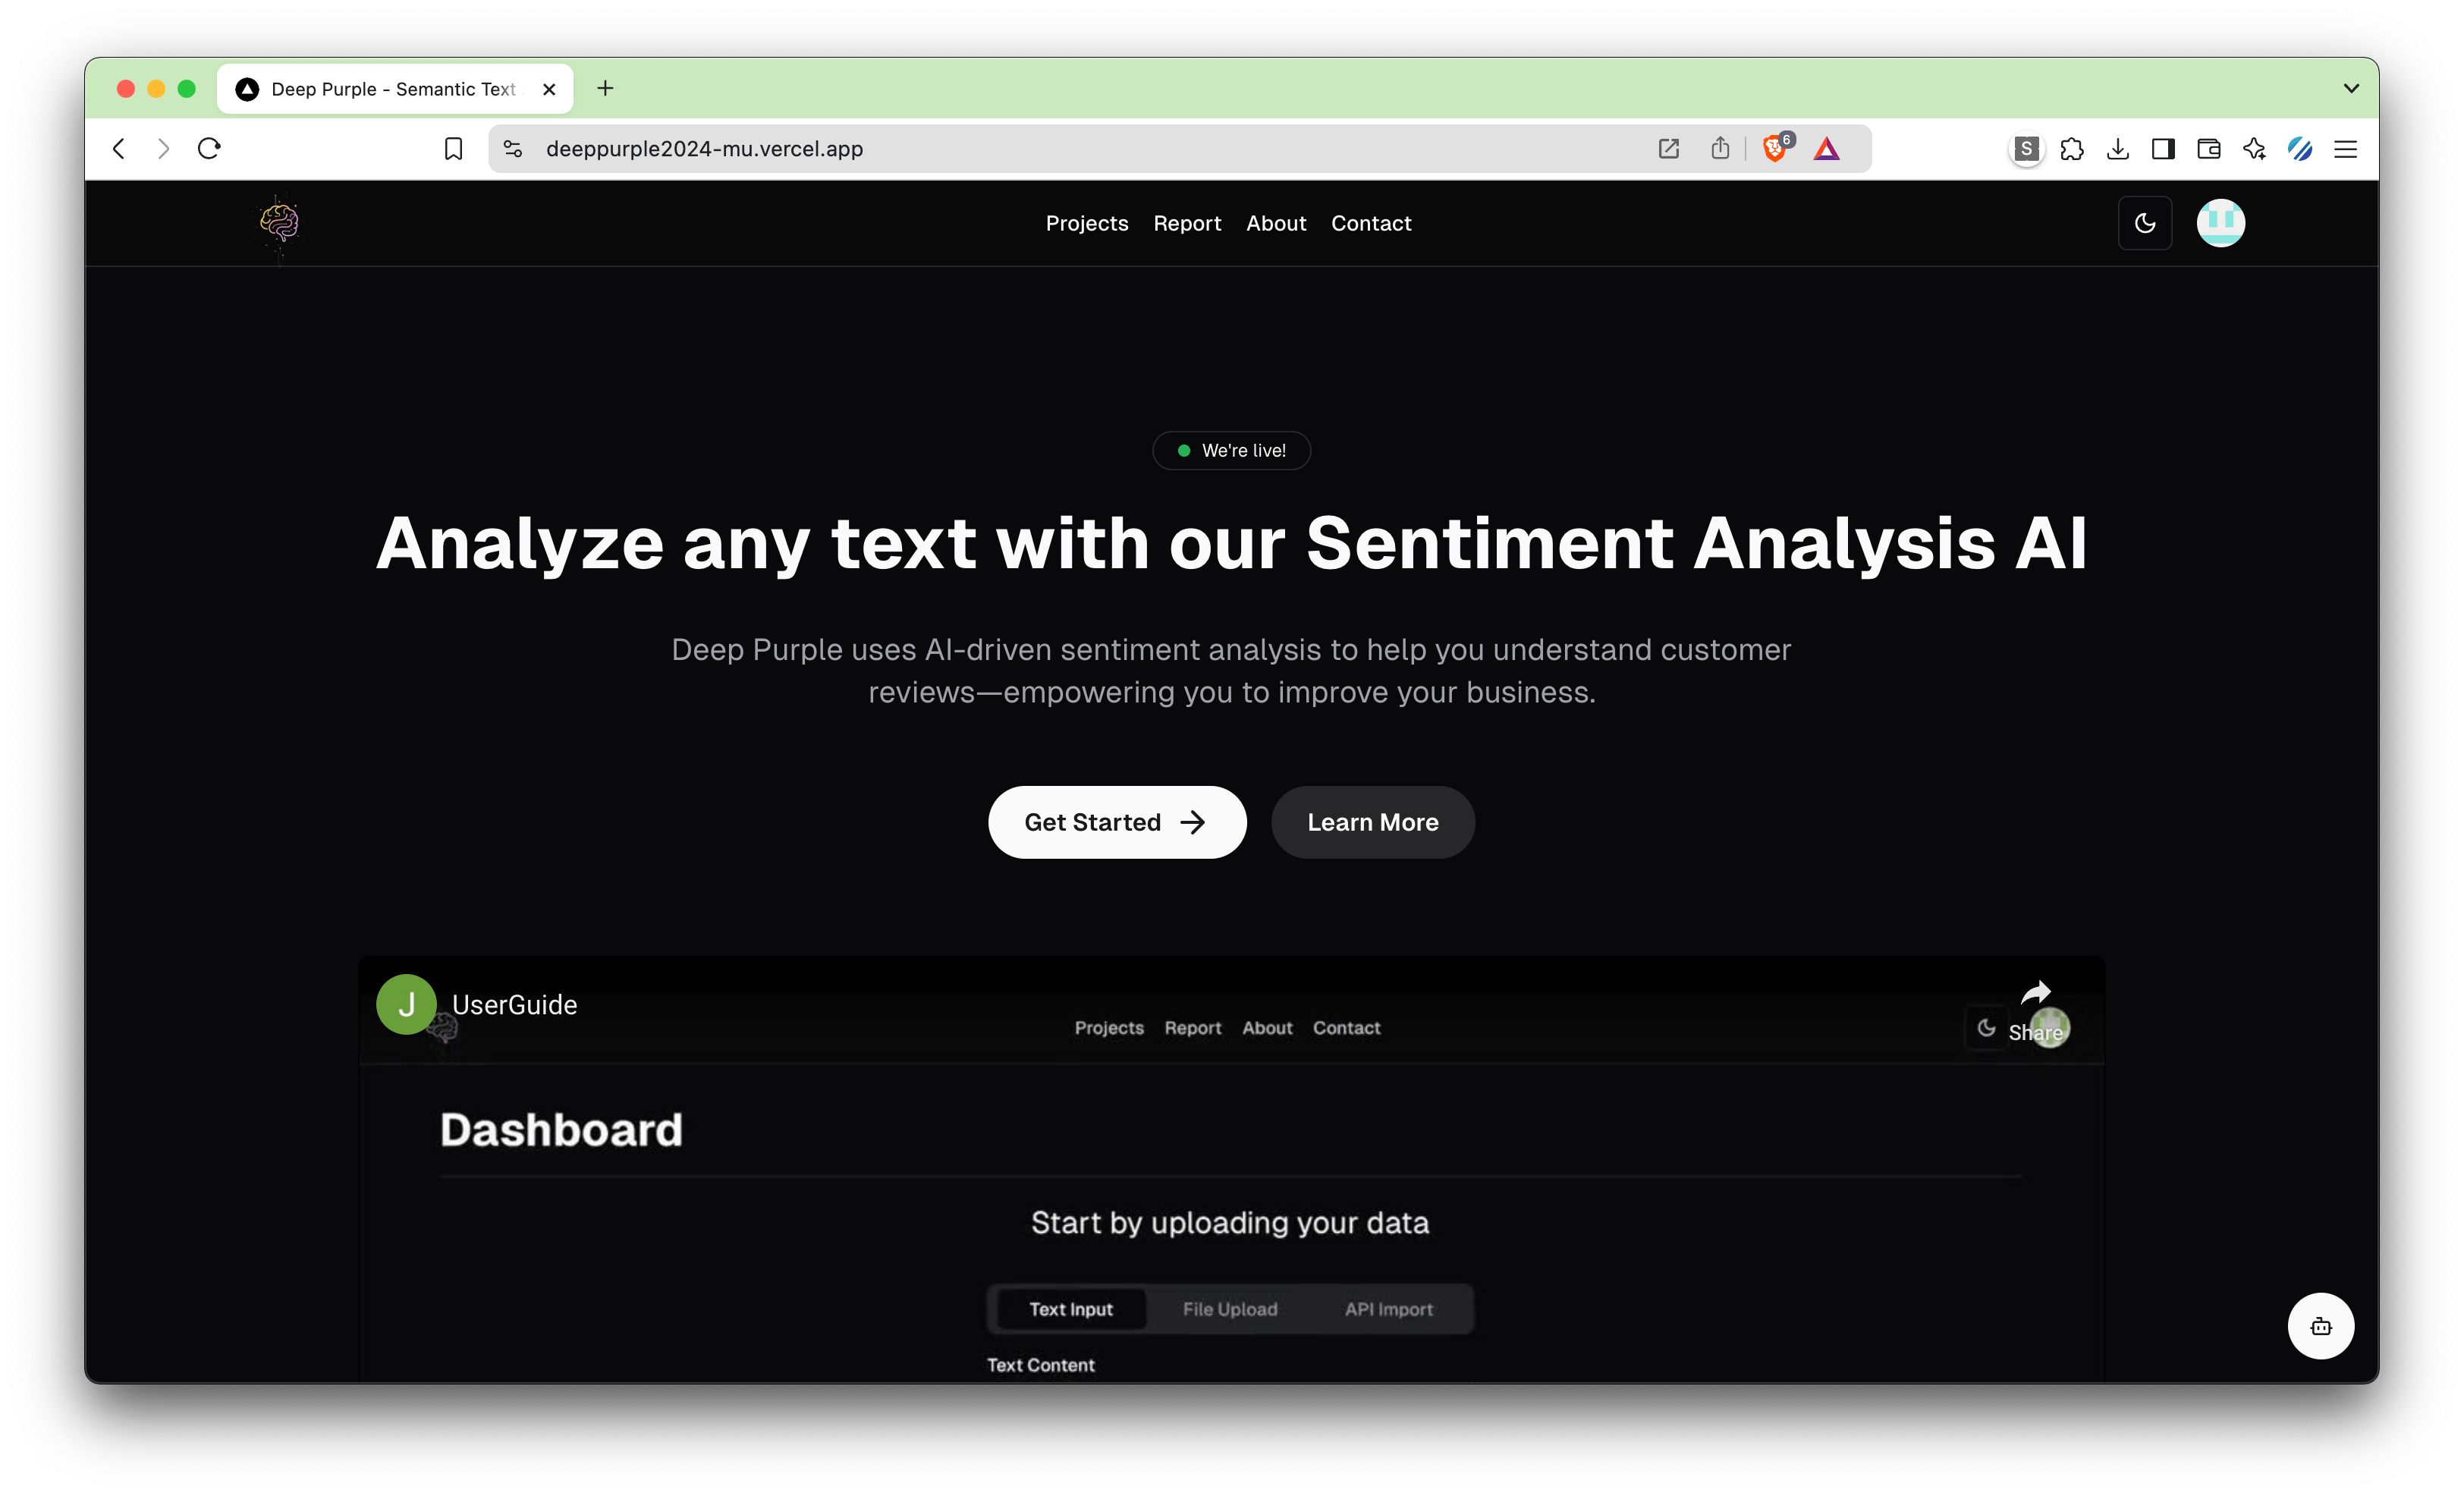 Deep Purple - Semantic Text
deeppurple2024-mu.vercel.app
6
S
Projects Report About Contact
We're live!
Analyze any text with our Sentiment Analysis AI
Deep Purple uses AI-driven sentiment analysis to help you understand customer
reviews—empowering you to improve your business.
Get Started
Learn More
J UserGuide
Projects Report About Contact
Share
Dashboard
Start by uploading your data
Text Input File Upload API Import
Text Content